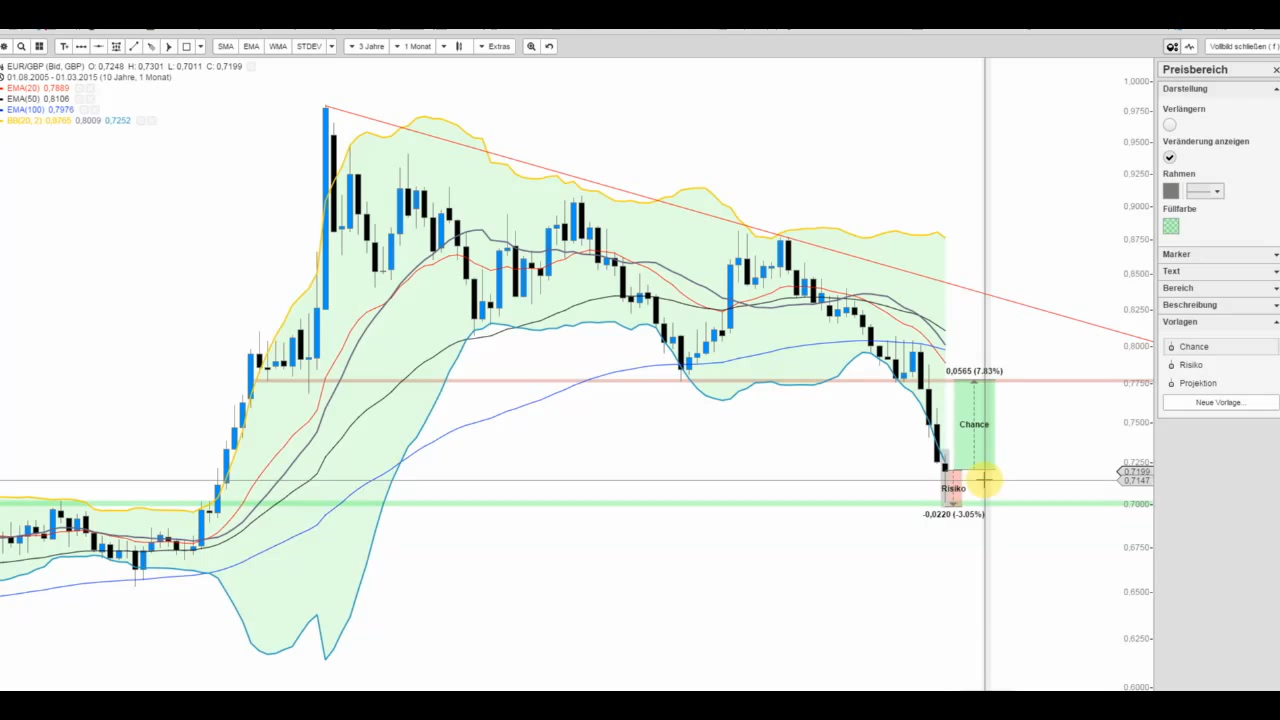 T+ SMA EMA WMA STDEV 3 Jahre 1 Monat Extras Vollbild schließen ( f )
EUR/GBP (Bid, GBP) O: 0,7248 H: 0,7301 L: 0,7011 C: 0,7199
01.08.2005 - 01.03.2015 (10 Jahre, 1 Monat)
EMA(20) 0,7889
EMA(50) 0,8106
EMA(100) 0,7976
BB(20, 2) 0,8765 0,8009 0,7252
1.0000
0,9750
0,9500
0,9250
0,9000
0,8750
0,8500
0,8250
0,8000
0,7750
0,7500
0,7250
0,7199
0,7147
0,7000
0,6750
0,6500
0,6250
0,6000
0,0565 (7.83%)
Chance
Risiko
-0,0220 (-3.05%)
Preisbereich
Darstellung
Verlängern
Veränderung anzeigen
Rahmen
Füllfarbe
Marker
Text
Bereich
Beschreibung
Vorlagen
Chance
Risiko
Projektion
Neue Vorlage...